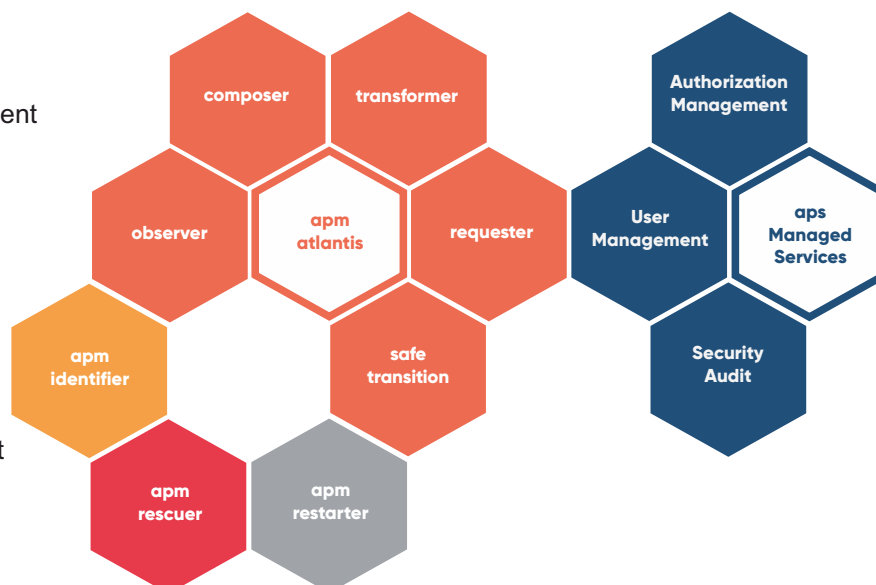 composer
transformer
Authorization
Management
ent
observer
apm
atlantis
requester
User
Management
aps
Managed
Services
apm
identifier
safe
transition
Security
Audit
t
apm
rescuer
apm
restarter